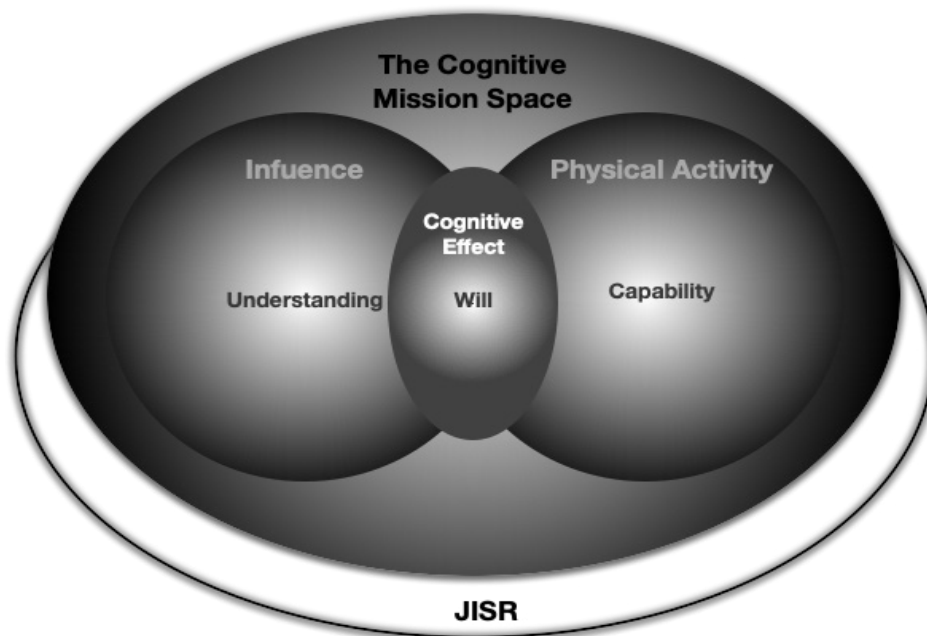 The Cognitive
Mission Space
Infuence
Physical Activity
Cognitive
Effect
Understanding
Will
Capability
JISR